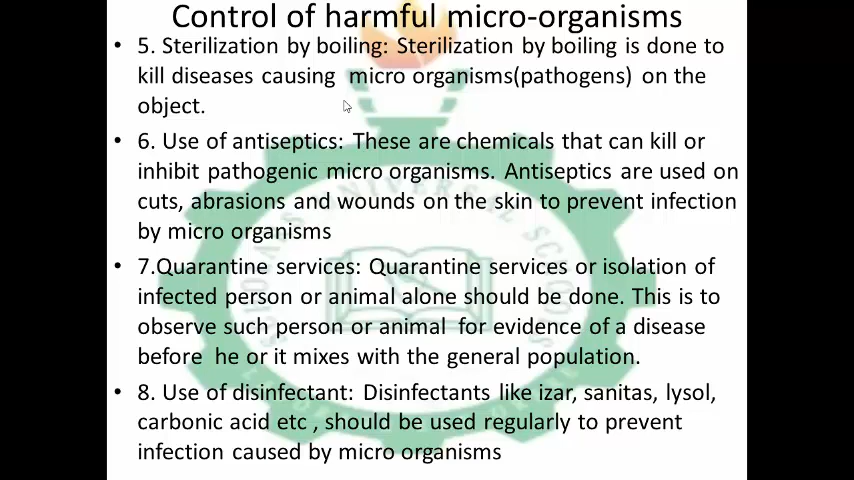 Control of harmful micro-organisms
• 5. Sterilization by boiling: Sterilization by boiling is done to
kill diseases causing micro organisms(pathogens) on the
object.
• 6. Use of antiseptics: These are chemicals that can kill or
inhibit pathogenic micro organisms. Antiseptics are used on
cuts, abrasions and wounds on the skin to prevent infection
by micro organisms
• 7.Quarantine services: Quarantine services or isolation of
infected person or animal alone should be done. This is to
observe such person or animal for evidence of a disease
before he or it mixes with the general population.
• 8. Use of disinfectant: Disinfectants like izar, sanitas, lysol,
carbonic acid etc , should be used regularly to prevent
infection caused by micro organisms